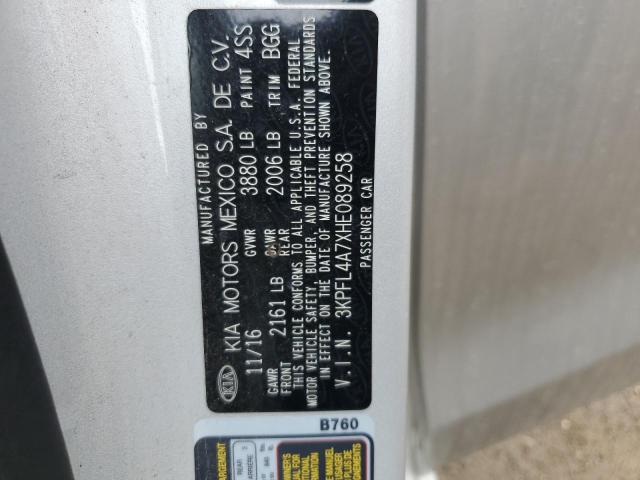 MANUFACTURED BY
KIA KIA MOTORS MEXICO S.A. DE C.V.
11/16 GVWR 3880 LB PAINT 4SS
GAWR FRONT 2161 LB GAWR REAR 2006 LB TRIM BGG
THIS VEHICLE CONFORMS TO ALL APPLICABLE U.S.A. FEDERAL
MOTOR VEHICLE SAFETY, BUMPER, AND THEFT PREVENTION STANDARDS
IN EFFECT ON THE DATE OF MANUFACTURE SHOWN ABOVE.
V.I.N. 3KPFL4A7XHE089258
PASSENGER CAR
B760
REAR
ARRIERE